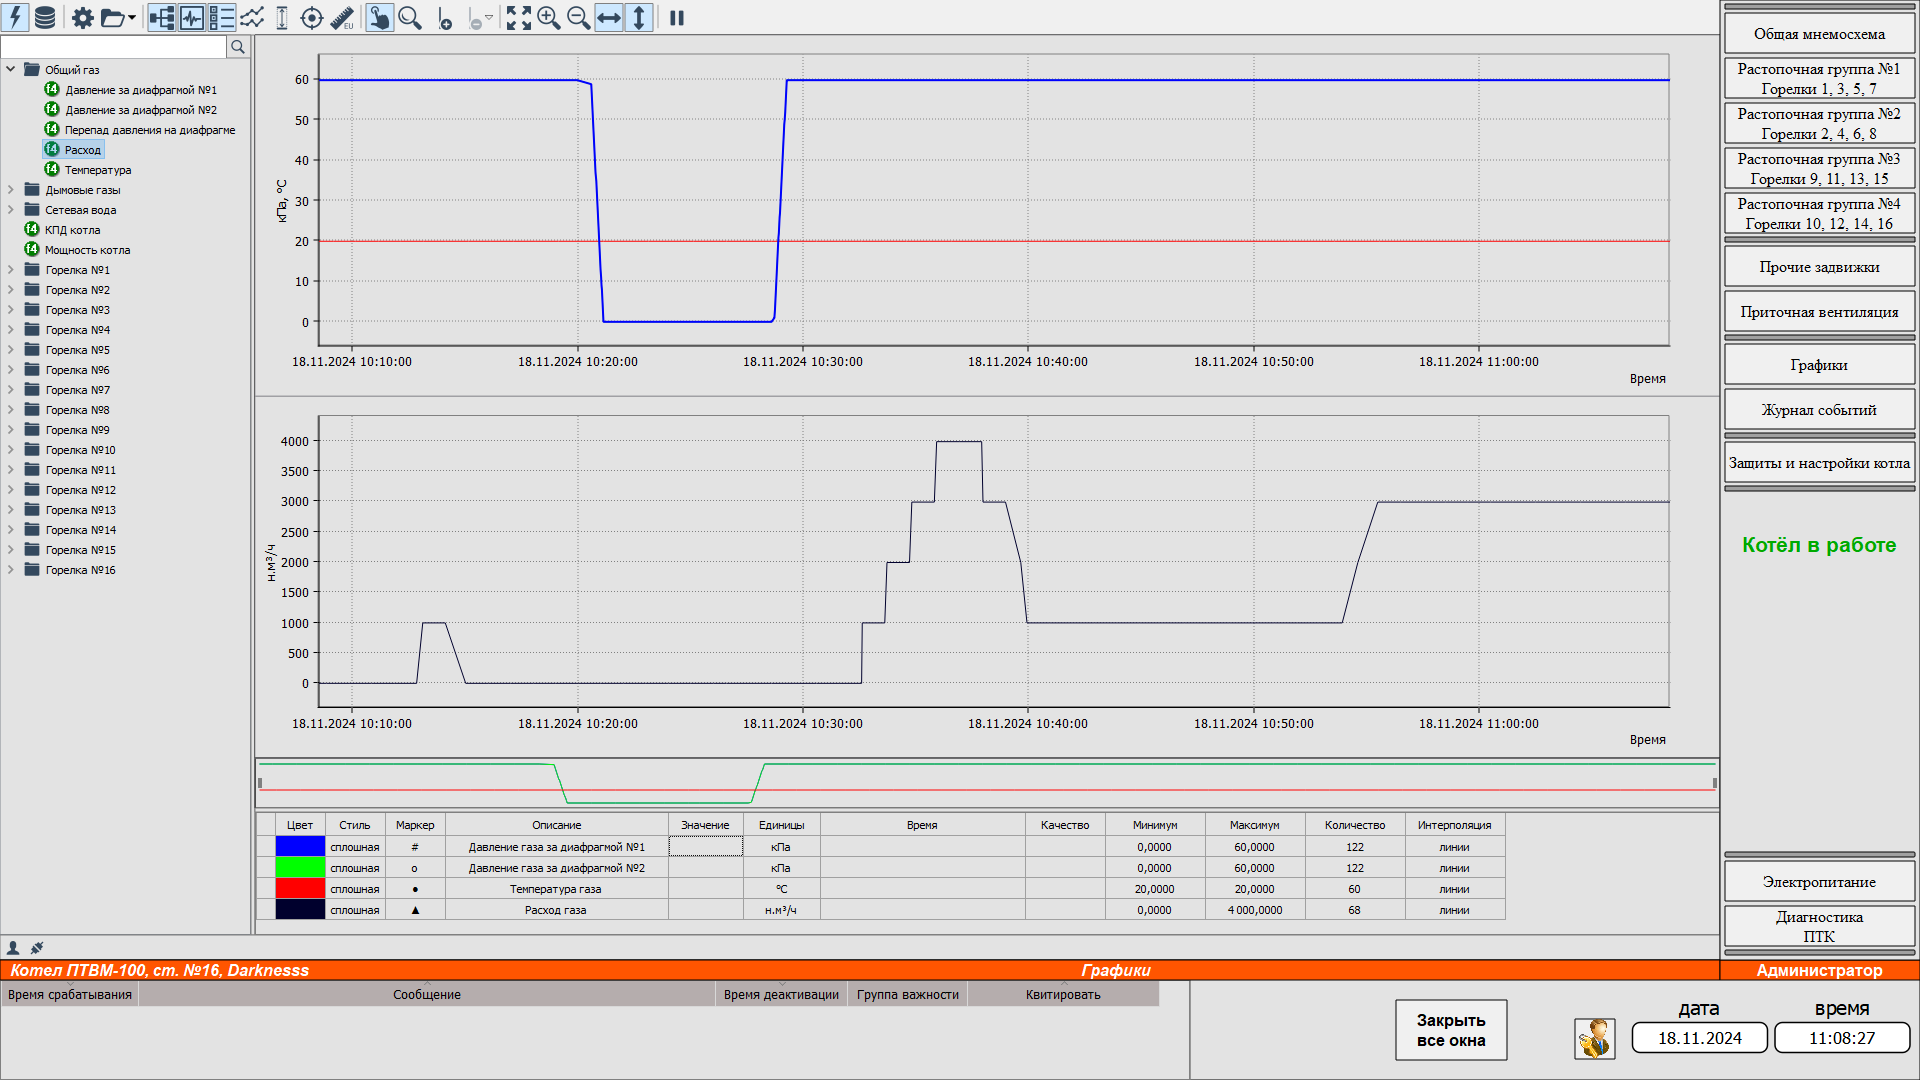 EU
Общий газ
f4 Давление за диафрагмой №1
f4 Давление за диафрагмой №2
f4 Перепад давления на диафрагме
f4 Расход
f4 Температура
Дымовые газы
Сетевая вода
f4 КПД котла
f4 Мощность котла
Горелка №1
Горелка №2
Горелка №3
Горелка №4
Горелка №5
Горелка №6
Горелка №7
Горелка №8
Горелка №9
Горелка №10
Горелка №11
Горелка №12
Горелка №13
Горелка №14
Горелка №15
Горелка №16
кПа, °C
60
50
40
30
20
10
0
18.11.2024 10:10:00 18.11.2024 10:20:00 18.11.2024 10:30:00 18.11.2024 10:40:00 18.11.2024 10:50:00 18.11.2024 11:00:00
Время
н.м³/ч
4000
3500
3000
2500
2000
1500
1000
500
0
18.11.2024 10:10:00 18.11.2024 10:20:00 18.11.2024 10:30:00 18.11.2024 10:40:00 18.11.2024 10:50:00 18.11.2024 11:00:00
Время
Цвет Стиль Маркер Описание Значение Единицы Время Качество Минимум Максимум Количество Интерполяция
сплошная # Давление газа за диафрагмой №1 кПа 0,0000 60,0000 122 линии
сплошная o Давление газа за диафрагмой №2 кПа 0,0000 60,0000 122 линии
сплошная ● Температура газа °C 20,0000 20,0000 60 линии
сплошная ▲ Расход газа н.м³/ч 0,0000 4 000,0000 68 линии
Общая мнемосхема
Растопочная группа №1
Горелки 1, 3, 5, 7
Растопочная группа №2
Горелки 2, 4, 6, 8
Растопочная группа №3
Горелки 9, 11, 13, 15
Растопочная группа №4
Горелки 10, 12, 14, 16
Прочие задвижки
Приточная вентиляция
Графики
Журнал событий
Защиты и настройки котла
Котёл в работе
Электропитание
Диагностика
ПТК
Котел ПТВМ-100, ст. №16, Darknesss Графики Администратор
Время срабатывания Сообщение Время деактивации Группа важности Квитировать
Закрыть
все окна
дата время
18.11.2024 11:08:27